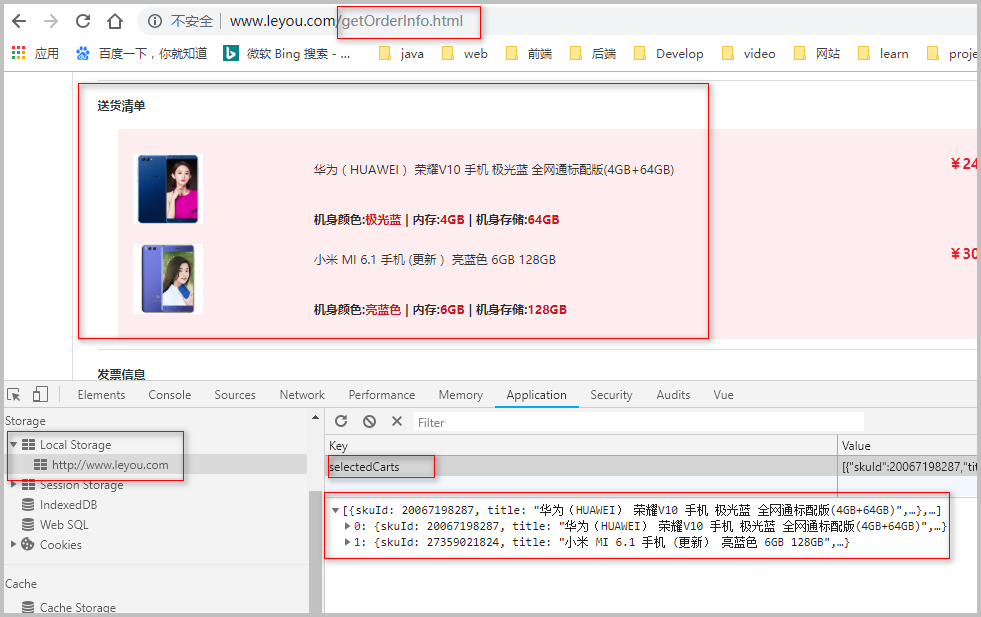 不安全 | www.leyou.com/getOrderInfo.html
应用 百度一下，你就知道 微软 Bing 搜索 - ... java web 前端 后端 Develop video 网站 learn proje
送货清单
华为（HUAWEI） 荣耀V10 手机 极光蓝 全网通标配版(4GB+64GB)
￥24
机身颜色:极光蓝 | 内存:4GB | 机身存储:64GB
小米 MI 6.1 手机 (更新 ） 亮蓝色 6GB 128GB
￥30
机身颜色:亮蓝色 | 内存:6GB | 机身存储:128GB
发票信息
Elements Console Sources Network Performance Memory Application Security Audits Vue
Storage
Filter
Local Storage
Key Value
http://www.leyou.com
selectedCarts [{"skuId":20067198287,"tit
Session Storage
IndexedDB
Web SQL
Cookies
[{skuId: 20067198287, title: "华为（HUAWEI） 荣耀V10 手机 极光蓝 全网通标配版(4GB+64GB)",…},…]
0: {skuId: 20067198287, title: "华为（HUAWEI） 荣耀V10 手机 极光蓝 全网通标配版(4GB+64GB)",…}
1: {skuId: 27359021824, title: "小米 MI 6.1 手机 (更新） 亮蓝色 6GB 128GB",…}
Cache
Cache Storage